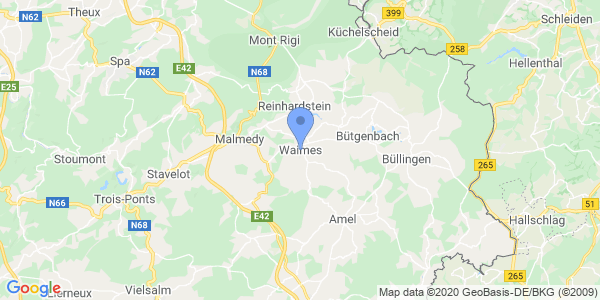 N62
Theux
399
Küchelscheid
Schleiden
Mont Rigi
258
Spa
E42
N68
N62
Hellenthal
E25
Reinhardstein
Malmedy
Bütgenbach
Waimes
Büllingen
Stoumont
265
Stavelot
N66
Trois-Ponts
51
E42
Amel
Hallschlag
N68
265
Google
Vielsalm
Map data ©2020 GeoBasis-DE/BKG (©2009)